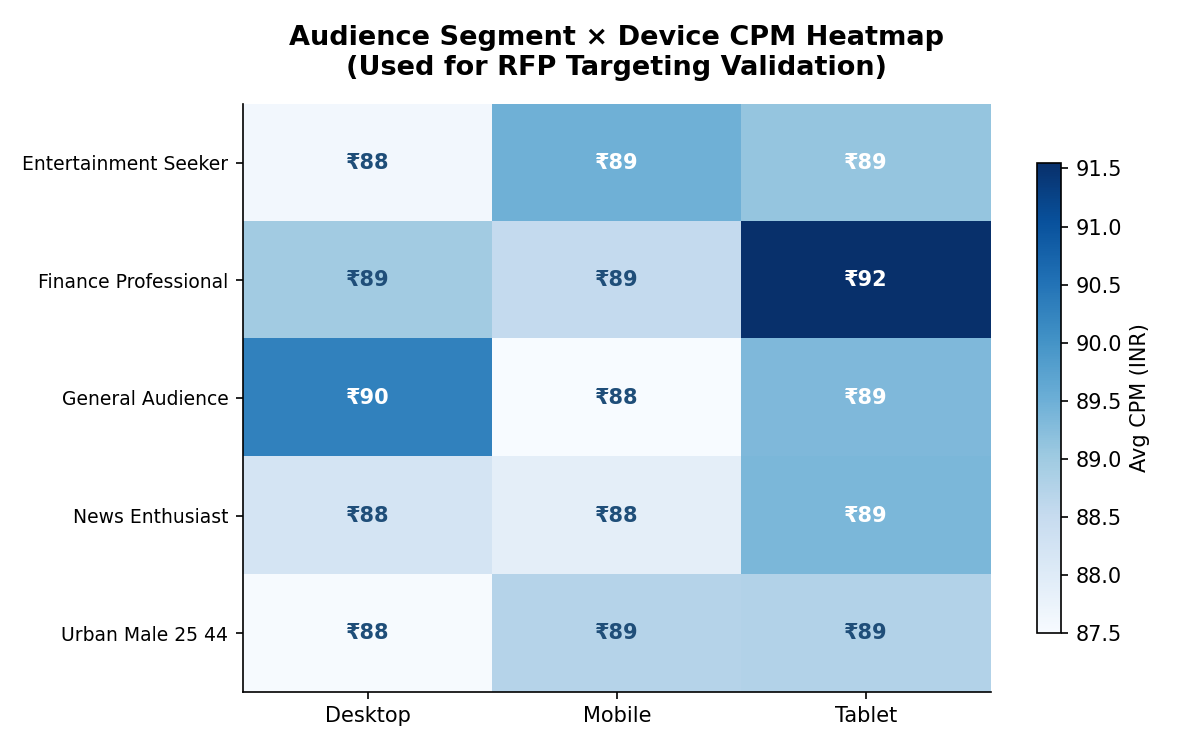 Audience Segment × Device CPM Heatmap
(Used for RFP Targeting Validation)
Entertainment Seeker ₹88 ₹89 ₹89
Finance Professional ₹89 ₹89 ₹92
General Audience ₹90 ₹88 ₹89
News Enthusiast ₹88 ₹88 ₹89
Urban Male 25 44 ₹88 ₹89 ₹89
Desktop Mobile Tablet
91.5
91.0
90.5
90.0
89.5
89.0
88.5
88.0
87.5
Avg CPM (INR)